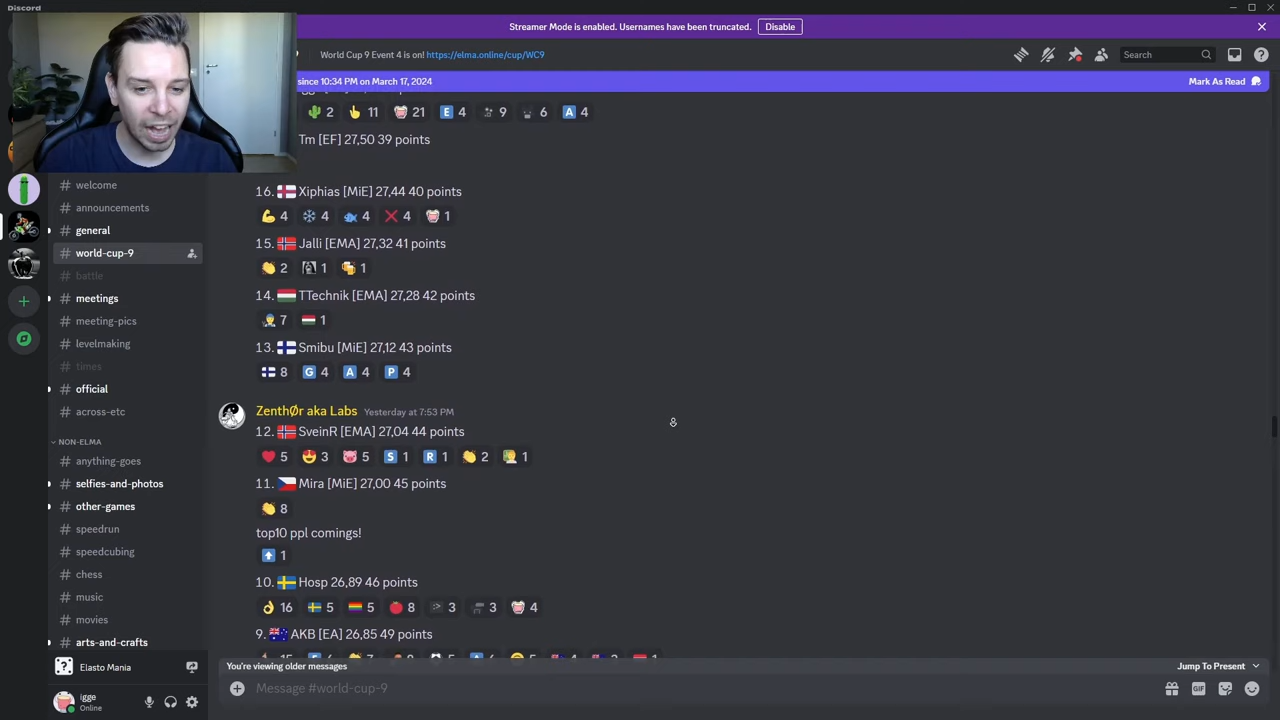 Discord
Streamer Mode is enabled. Usernames have been truncated.
Disable
World Cup 9 Event 4 is on! https://elma.online/cup/WC9
Search
since 10:34 PM on March 17, 2024
Mark As Read
2 11 21 4 9 6 4
Tm [EF] 27,50 39 points
16. Xiphias [MiE] 27,44 40 points
4 4 4 4 1
15. Jalli [EMA] 27,32 41 points
2 1 1
14. TTechnik [EMA] 27,28 42 points
7 1
13. Smibu [MiE] 27,12 43 points
8 G 4 A 4 P 4
ZenthØr aka Labs Yesterday at 7:53 PM
12. SveinR [EMA] 27,04 44 points
5 3 5 S 1 R 1 2 1
11. Mira [MiE] 27,00 45 points
8
top10 ppl comings!
1
10. Hosp 26,89 46 points
16 5 5 8 3 3 4
9. AKB [EA] 26,85 49 points
You're viewing older messages
Jump To Present
Message #world-cup-9
GIF
welcome
announcements
general
world-cup-9
battle
meetings
meeting-pics
levelmaking
times
official
across-etc
NON-ELMA
anything-goes
selfies-and-photos
other-games
speedrun
speedcubing
chess
music
movies
arts-and-crafts
Elasto Mania
igge
Online